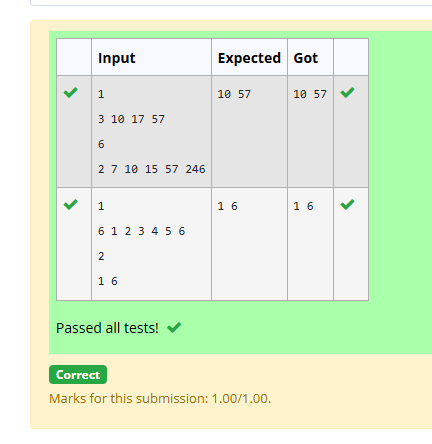 Input Expected Got
1 10 57 10 57
3 10 17 57
6
2 7 10 15 57 246
1 1 6 1 6
6 1 2 3 4 5 6
2
1 6
Passed all tests!
Correct
Marks for this submission: 1.00/1.00.